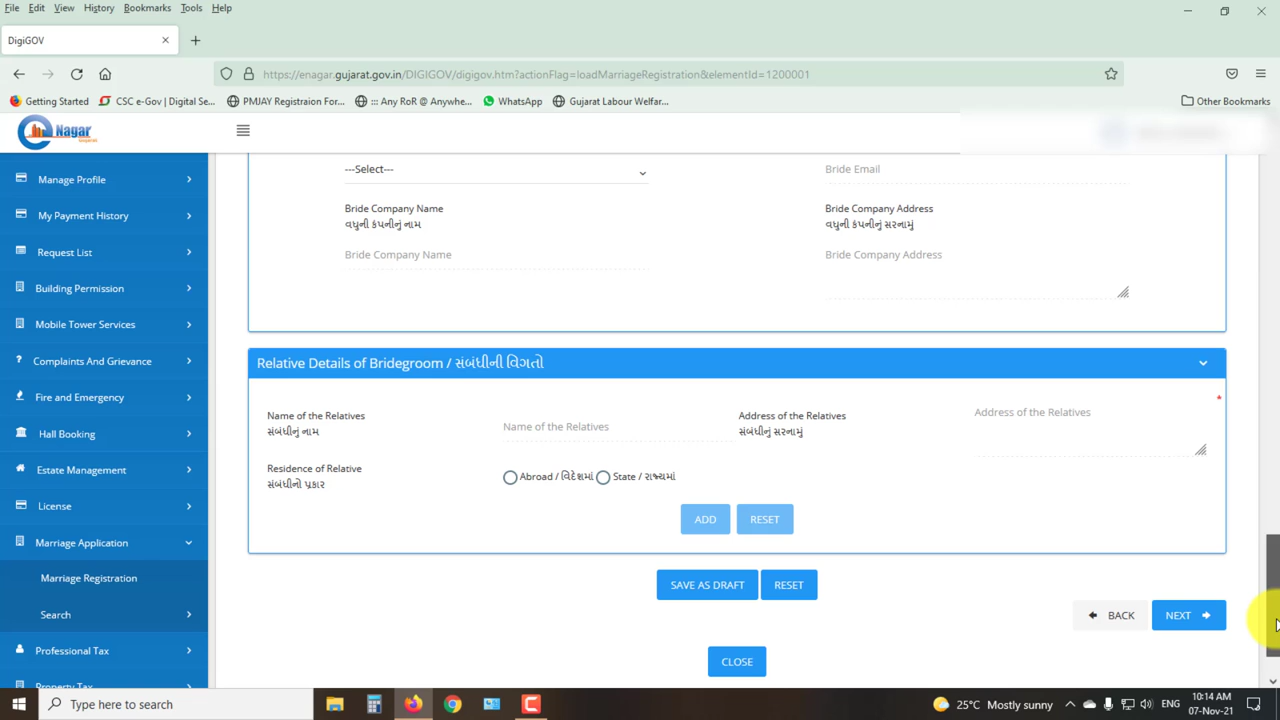 File Edit View History Bookmarks Tools Help
DigiGOV
https://enagar.gujarat.gov.in/DIGIGOV/digigov.htm?actionFlag=loadMarriageRegistration&elementId=1200001
Getting Started CSC e-Gov | Digital Se... PMJAY Registraion For... ::: Any RoR @ Anywhe... WhatsApp Gujarat Labour Welfar... Other Bookmarks
Nagar
Manage Profile
My Payment History
Request List
Building Permission
Mobile Tower Services
Complaints And Grievance
Fire and Emergency
Hall Booking
Estate Management
License
Marriage Application
Marriage Registration
Search
Professional Tax
Property Tax
---Select--- Bride Email
Bride Company Name Bride Company Address
વધુની કંપનીનું નામ વધુની કંપનીનું સરનામું
Bride Company Name Bride Company Address
Relative Details of Bridegroom / સંબંધીની વિગતો
*
Name of the Relatives Name of the Relatives Address of the Relatives Address of the Relatives
સંબંધીનું નામ સંબંધીનું સરનામું
Residence of Relative Abroad / વિદેશમાં State / રાજ્યમાં
સંબંધીનો પ્રકાર
ADD RESET
SAVE AS DRAFT RESET
BACK NEXT
CLOSE
Type here to search 25°C Mostly sunny ENG 10:14 AM
07-Nov-21